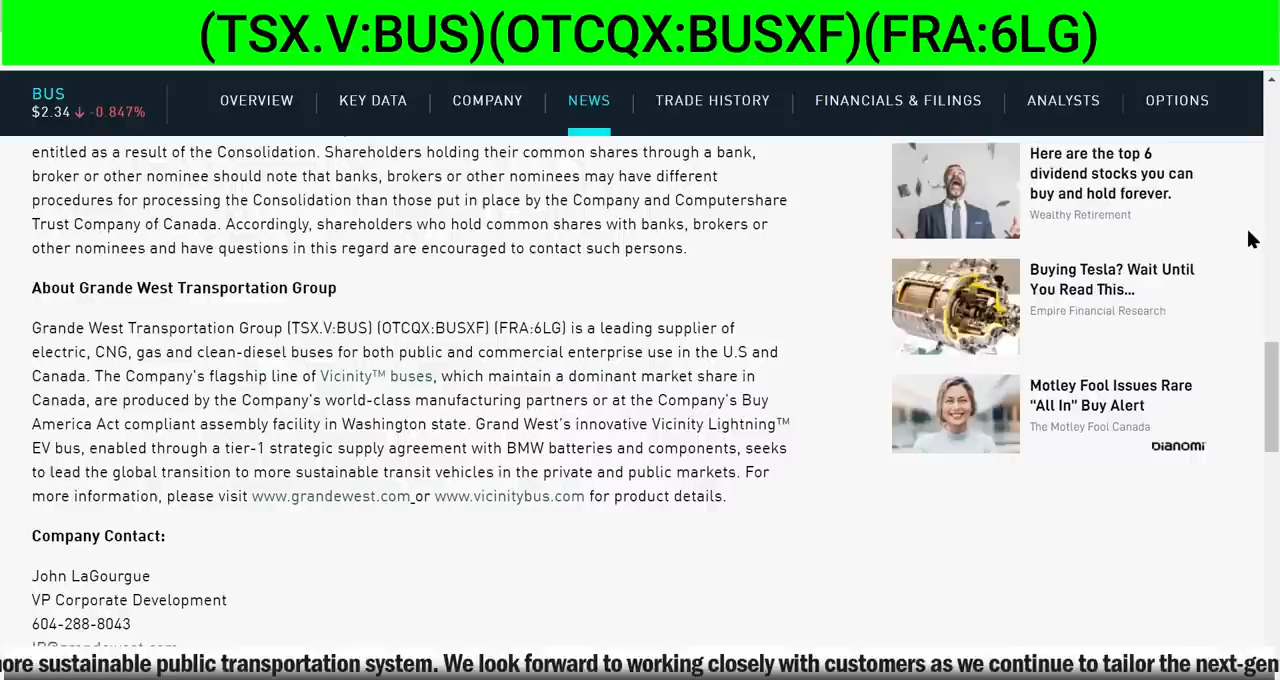 (TSX.V:BUS)(OTCQX:BUSXF)(FRA:6LG)
BUS
$2.34 ↓ -0.847%
OVERVIEW
KEY DATA
COMPANY
NEWS
TRADE HISTORY
FINANCIALS & FILINGS
ANALYSTS
OPTIONS
entitled as a result of the Consolidation. Shareholders holding their common shares through a bank,
broker or other nominee should note that banks, brokers or other nominees may have different
procedures for processing the Consolidation than those put in place by the Company and Computershare
Trust Company of Canada. Accordingly, shareholders who hold common shares with banks, brokers or
other nominees and have questions in this regard are encouraged to contact such persons.
About Grande West Transportation Group
Grande West Transportation Group (TSX.V:BUS) (OTCQX:BUSXF) (FRA:6LG) is a leading supplier of
electric, CNG, gas and clean-diesel buses for both public and commercial enterprise use in the U.S and
Canada. The Company's flagship line of Vicinity™ buses, which maintain a dominant market share in
Canada, are produced by the Company's world-class manufacturing partners or at the Company's Buy
America Act compliant assembly facility in Washington state. Grand West's innovative Vicinity Lightning™
EV bus, enabled through a tier-1 strategic supply agreement with BMW batteries and components, seeks
to lead the global transition to more sustainable transit vehicles in the private and public markets. For
more information, please visit www.grandewest.com or www.vicinitybus.com for product details.
Company Contact:
John LaGourgue
VP Corporate Development
604-288-8043
IR@grandewest.com
Here are the top 6
dividend stocks you can
buy and hold forever.
Wealthy Retirement
Buying Tesla? Wait Until
You Read This...
Empire Financial Research
Motley Fool Issues Rare
"All In" Buy Alert
The Motley Fool Canada
bianomi
ore sustainable public transportation system. We look forward to working closely with customers as we continue to tailor the next-gen